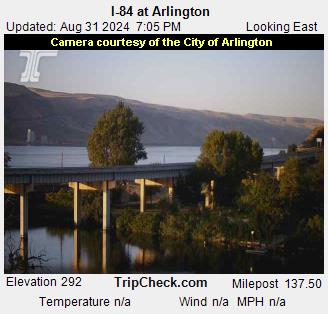 I-84 at Arlington
Updated: Aug 31 2024 7:05 PM Looking East
Camera courtesy of the City of Arlington
Elevation 292 TripCheck.com Milepost 137.50
Temperature n/a Wind n/a MPH n/a